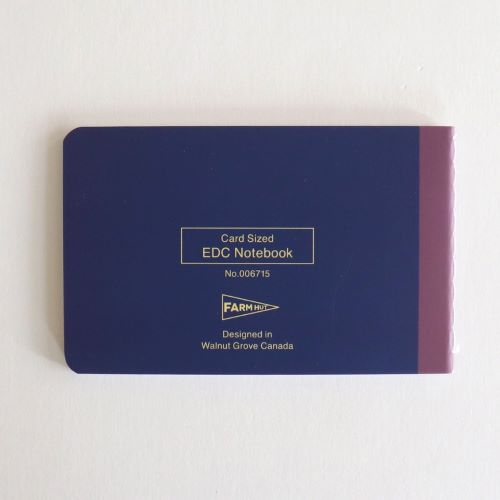 Card Sized
EDC Notebook
No.006715
FARM HUT
Designed in
Walnut Grove Canada